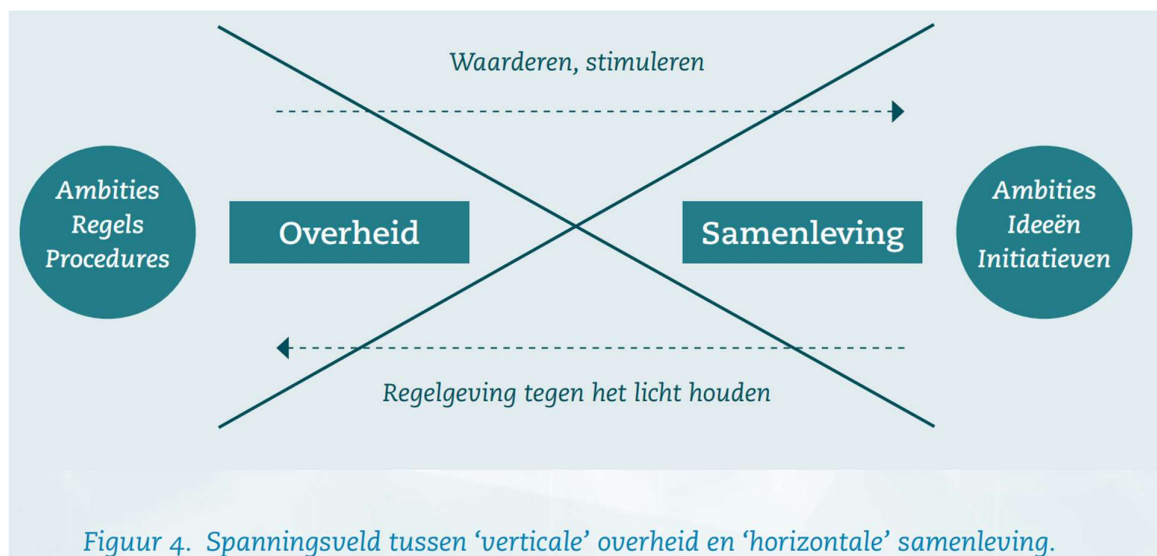 Waarderen, stimuleren
Ambities
Regels
Procedures
Overheid
Samenleving
Ambities
Ideeën
Initiatieven
Regelgeving tegen het licht houden
Figuur 4. Spanningsveld tussen ‘verticale’ overheid en ‘horizontale’ samenleving.